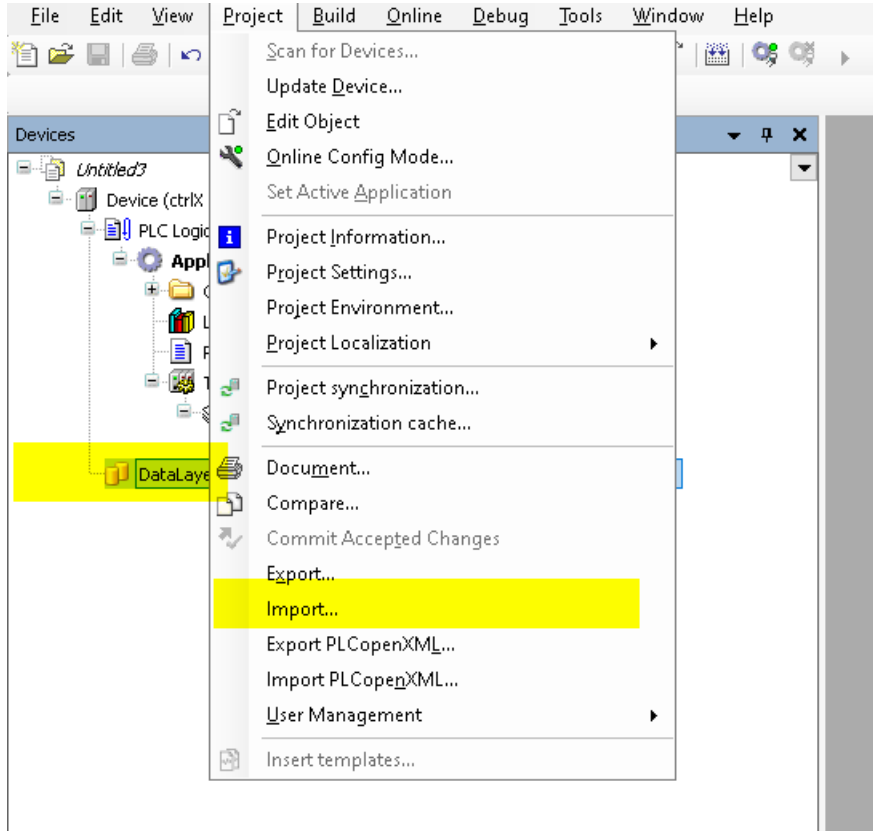 File Edit View Project Build Online Debug Tools Window Help
Scan for Devices...
Update Device...
Devices
Edit Object
Untitled3
Online Config Mode...
Device (ctrlX
Set Active Application
PLC Logic
Project Information...
Appl
Project Settings...
Project Environment...
Project Localization
Project synchronization...
Synchronization cache...
DataLaye
Document...
Compare...
Commit Accepted Changes
Export...
Import...
Export PLCopenXML...
Import PLCopenXML...
User Management
Insert templates...